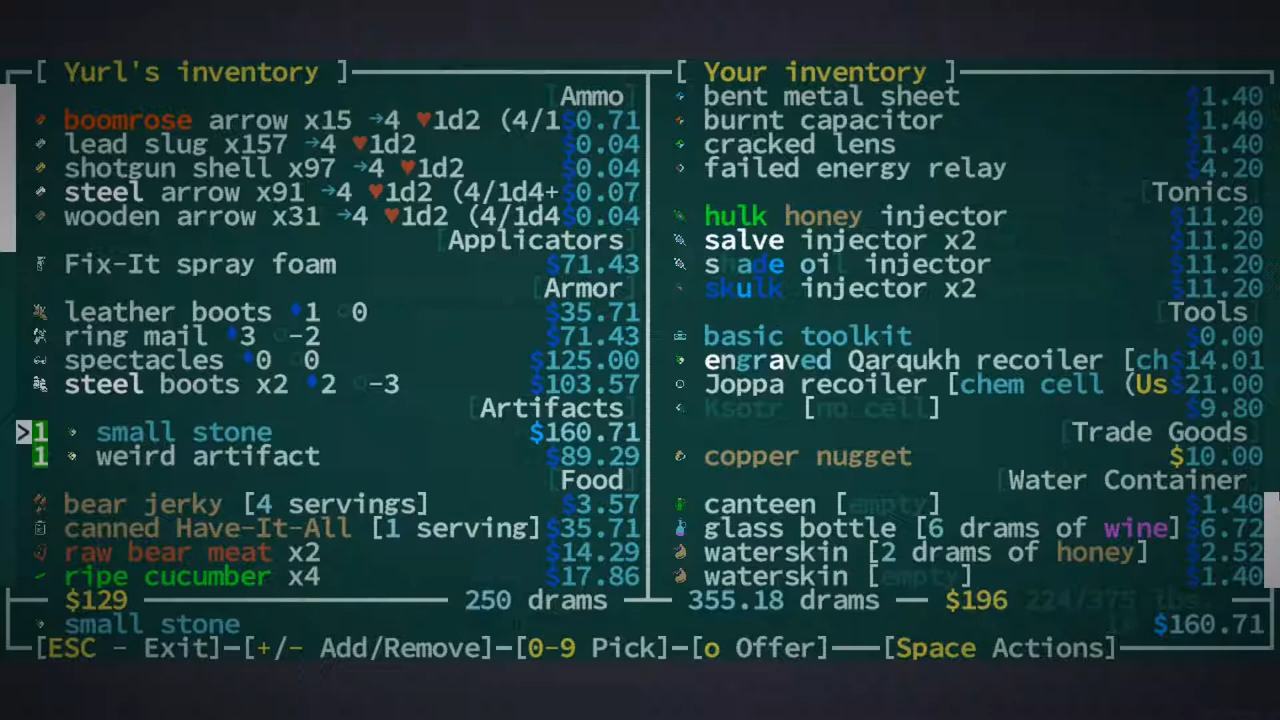 [ Yurl's inventory ]
Ammo
boomrose arrow x15 →4 ♥1d2 (4/1 $0.71
lead slug x157 →4 ♥1d2 $0.04
shotgun shell x97 →4 ♥1d2 $0.04
steel arrow x91 →4 ♥1d2 (4/1d4+ $0.07
wooden arrow x31 →4 ♥1d2 (4/1d4 $0.04
[Applicators]
Fix-It spray foam $71.43
[Armor]
leather boots ♦1 ○0 $35.71
ring mail ♦3 ○-2 $71.43
spectacles ♦0 ○0 $125.00
steel boots x2 ♦2 ○-3 $103.57
[Artifacts]
>1 small stone $160.71
1 weird artifact $89.29
[Food]
bear jerky [4 servings] $3.57
canned Have-It-All [1 serving] $35.71
raw bear meat x2 $14.29
ripe cucumber x4 $17.86
$129 250 drams
[ Your inventory ]
bent metal sheet $1.40
burnt capacitor $1.40
cracked lens $1.40
failed energy relay $4.20
[Tonics]
hulk honey injector $11.20
salve injector x2 $11.20
shade oil injector $11.20
skulk injector x2 $11.20
[Tools]
basic toolkit $0.00
engraved Qarqukh recoiler [ch $14.01
Joppa recoiler [chem cell (Us $21.00
Ksotr [no cell] $9.80
[Trade Goods]
copper nugget $10.00
[Water Container]
canteen [empty] $1.40
glass bottle [6 drams of wine] $6.72
waterskin [2 drams of honey] $2.52
waterskin [empty] $1.40
355.18 drams $196 224/375 lbs
small stone $160.71
[ESC - Exit] [+/- Add/Remove] [0-9 Pick] [o Offer] [Space Actions]